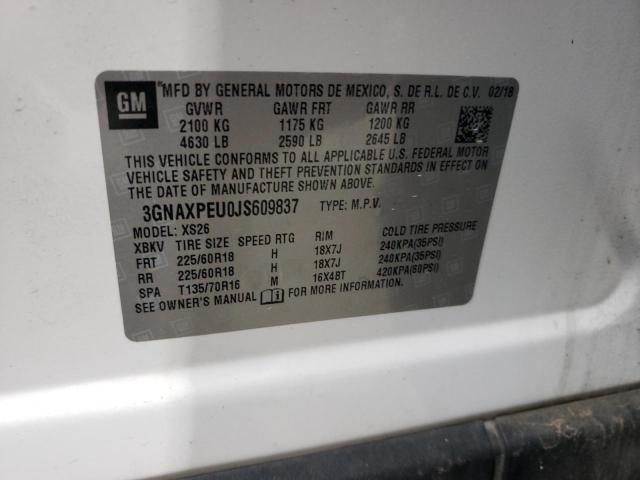 GM
® MFD BY GENERAL MOTORS DE MEXICO, S. DE R.L. DE C.V. 02/18
GVWR GAWR FRT GAWR RR
2100 KG 1175 KG 1200 KG
4630 LB 2590 LB 2645 LB
THIS VEHICLE CONFORMS TO ALL APPLICABLE U.S. FEDERAL MOTOR
VEHICLE SAFETY AND THEFT PREVENTION STANDARDS IN EFFECT ON
THE DATE OF MANUFACTURE SHOWN ABOVE.
3GNAXPEU0JS609837 TYPE: M.P.V.
MODEL: XS26
XBKV TIRE SIZE SPEED RTG RIM COLD TIRE PRESSURE
FRT 225/60R18 H 18X7J 240KPA(35PSI)
RR 225/60R18 H 18X7J 240KPA(35PSI)
SPA T135/70R16 M 16X4BT 420KPA(60PSI)
SEE OWNER'S MANUAL FOR MORE INFORMATION.